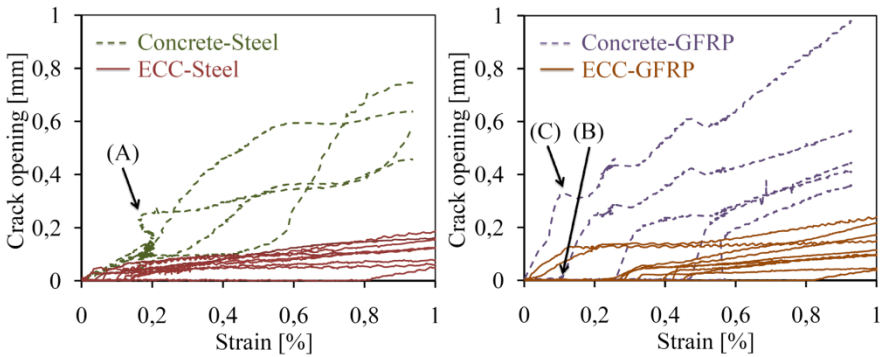 Crack opening [mm]
1
0,8
0,6
0,4
0,2
0
Concrete-Steel
ECC-Steel
(A)
0 0,2 0,4 0,6 0,8 1
Strain [%]
Crack opening [mm]
1
0,8
0,6
0,4
0,2
0
Concrete-GFRP
ECC-GFRP
(C) (B)
0 0,2 0,4 0,6 0,8 1
Strain [%]